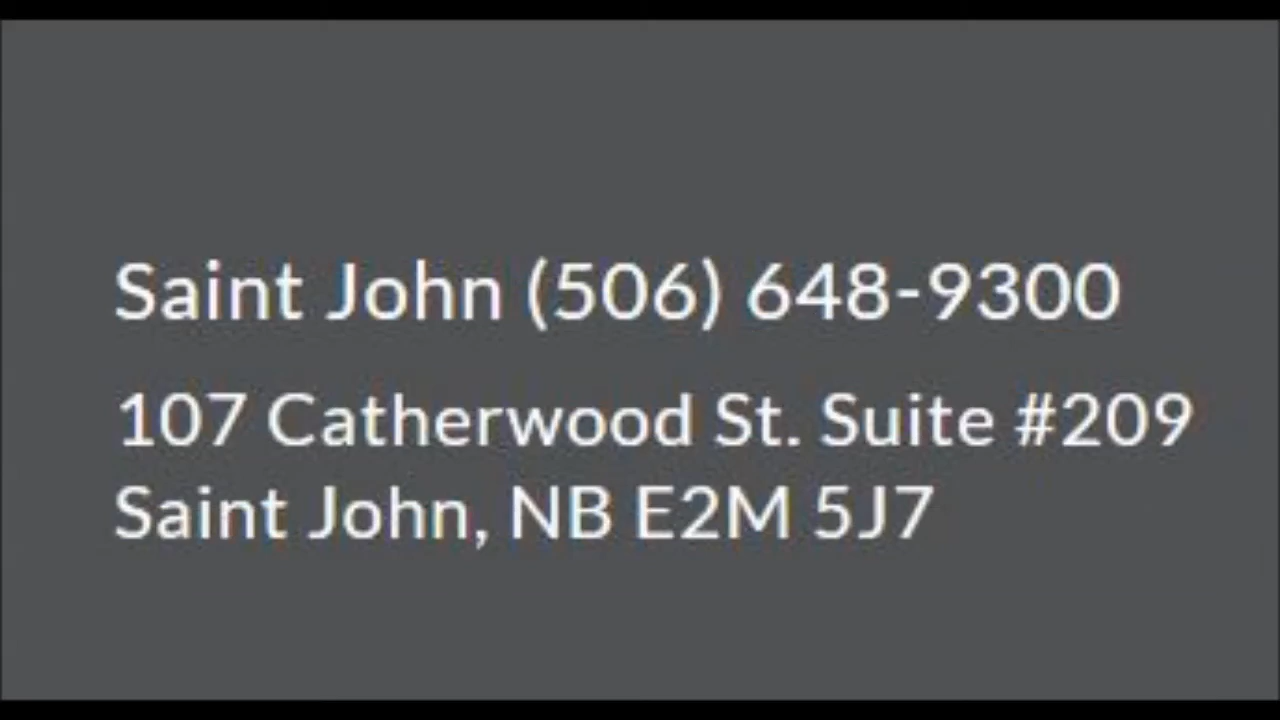 Saint John (506) 648-9300
107 Catherwood St. Suite #209
Saint John, NB E2M 5J7